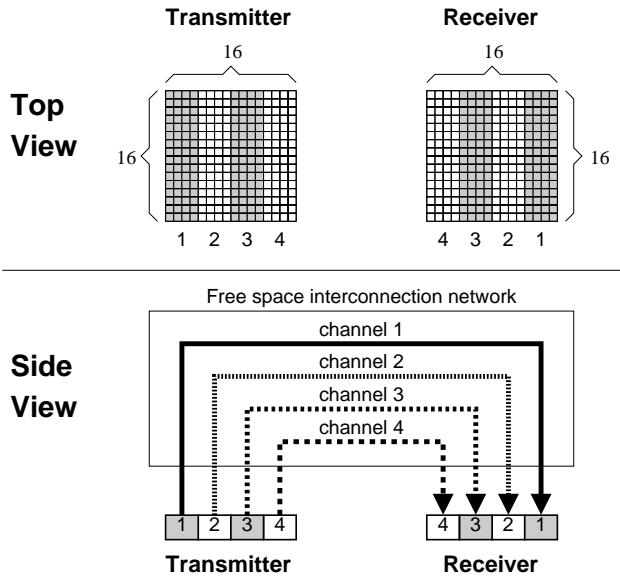 Transmitter Receiver
16 16
Top
View
16 16
1 2 3 4 4 3 2 1
Free space interconnection network
channel 1
Side
View
channel 2
channel 3
channel 4
1 2 3 4 4 3 2 1
Transmitter Receiver